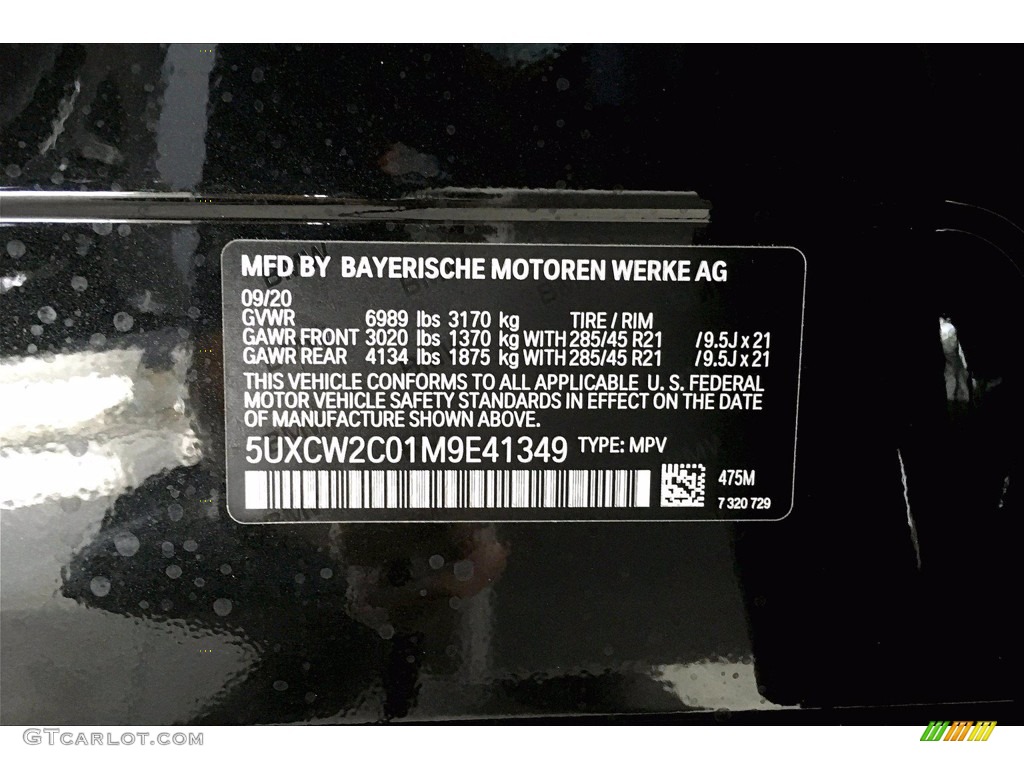 MFD BY BAYERISCHE MOTOREN WERKE AG
09/20
GVWR 6989 lbs 3170 kg TIRE / RIM
GAWR FRONT 3020 lbs 1370 kg WITH 285/45 R21 /9.5J x 21
GAWR REAR 4134 lbs 1875 kg WITH 285/45 R21 /9.5J x 21
THIS VEHICLE CONFORMS TO ALL APPLICABLE U. S. FEDERAL
MOTOR VEHICLE SAFETY STANDARDS IN EFFECT ON THE DATE
OF MANUFACTURE SHOWN ABOVE.
5UXCW2C01M9E41349 TYPE: MPV
475M
7 320 729
GTcarlot.com